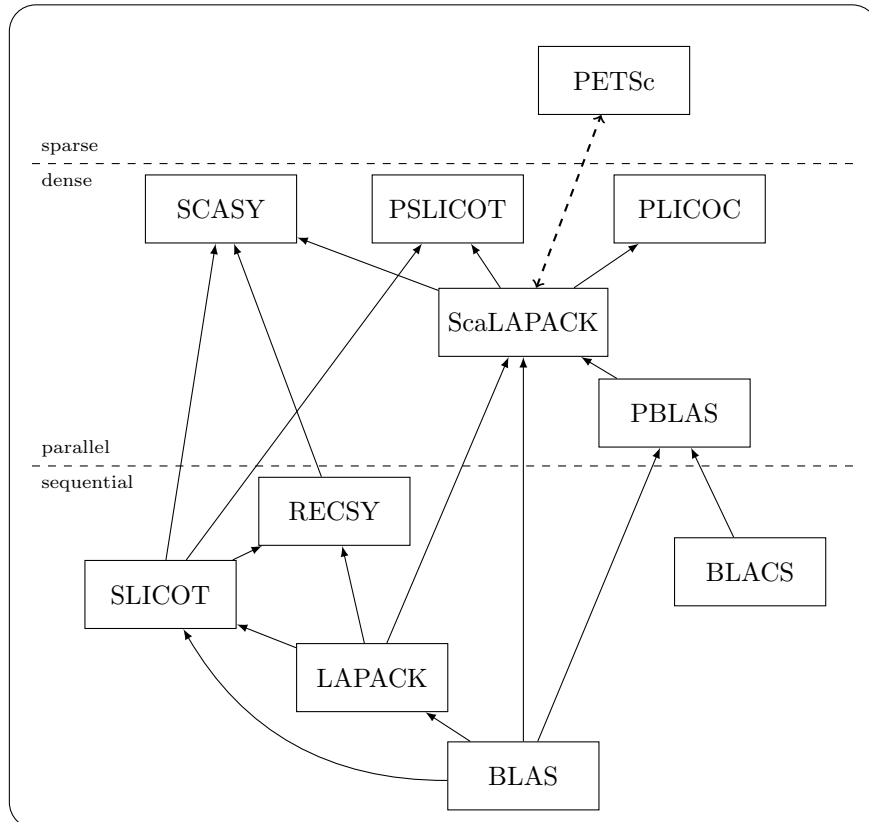 PETSc
sparse
dense
SCASY
PSLICOT
PLICOC
ScaLAPACK
PBLAS
parallel
sequential
RECSY
BLACS
SLICOT
LAPACK
BLAS